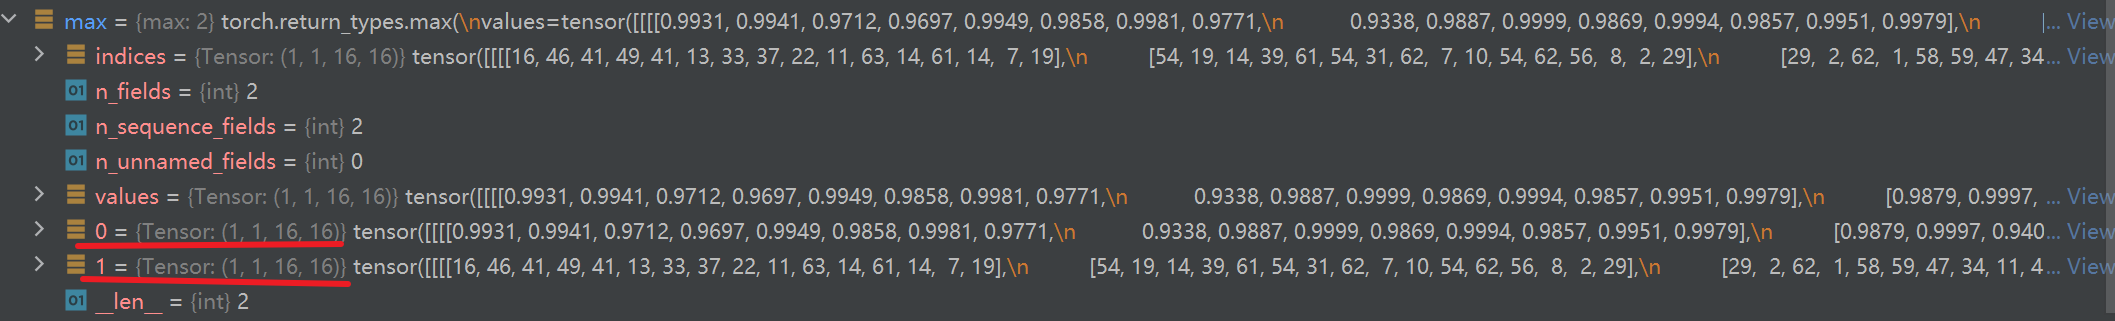 max = {max: 2} torch.return_types.max(\nvalues=tensor([[[[0.9931, 0.9941, 0.9712, 0.9697, 0.9949, 0.9858, 0.9981, 0.9771,\n 0.9338, 0.9887, 0.9999, 0.9869, 0.9994, 0.9857, 0.9951, 0.9979],\n [... View
indices = {Tensor: (1, 1, 16, 16)} tensor([[[[16, 46, 41, 49, 41, 13, 33, 37, 22, 11, 63, 14, 61, 14, 7, 19],\n [54, 19, 14, 39, 61, 54, 31, 62, 7, 10, 54, 62, 56, 8, 2, 29],\n [29, 2, 62, 1, 58, 59, 47, 34... View
01 n_fields = {int} 2
01 n_sequence_fields = {int} 2
01 n_unnamed_fields = {int} 0
values = {Tensor: (1, 1, 16, 16)} tensor([[[[0.9931, 0.9941, 0.9712, 0.9697, 0.9949, 0.9858, 0.9981, 0.9771,\n 0.9338, 0.9887, 0.9999, 0.9869, 0.9994, 0.9857, 0.9951, 0.9979],\n [0.9879, 0.9997, ... View
0 = {Tensor: (1, 1, 16, 16)} tensor([[[[0.9931, 0.9941, 0.9712, 0.9697, 0.9949, 0.9858, 0.9981, 0.9771,\n 0.9338, 0.9887, 0.9999, 0.9869, 0.9994, 0.9857, 0.9951, 0.9979],\n [0.9879, 0.9997, 0.940... View
1 = {Tensor: (1, 1, 16, 16)} tensor([[[[16, 46, 41, 49, 41, 13, 33, 37, 22, 11, 63, 14, 61, 14, 7, 19],\n [54, 19, 14, 39, 61, 54, 31, 62, 7, 10, 54, 62, 56, 8, 2, 29],\n [29, 2, 62, 1, 58, 59, 47, 34, 11, 4... View
01 __len__ = {int} 2